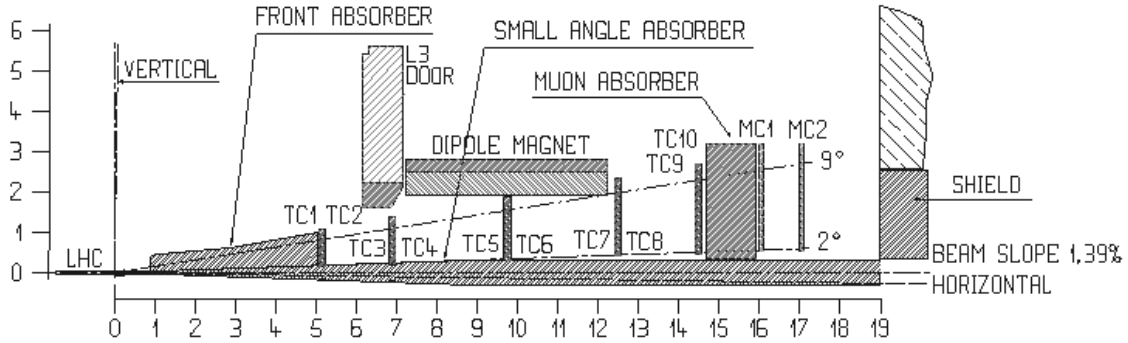 FRONT ABSORBER
SMALL ANGLE ABSORBER
6
5
4
3
2
1
0
VERTICAL
L3
DOOR
MUON ABSORBER
DIPOLE MAGNET
TC10
TC9
MC1 MC2
9°
SHIELD
TC1 TC2
TC3 TC4
TC5 TC6
TC7 TC8
2°
LHC
BEAM SLOPE 1,39%
HORIZONTAL
0 1 2 3 4 5 6 7 8 9 10 11 12 13 14 15 16 17 18 19